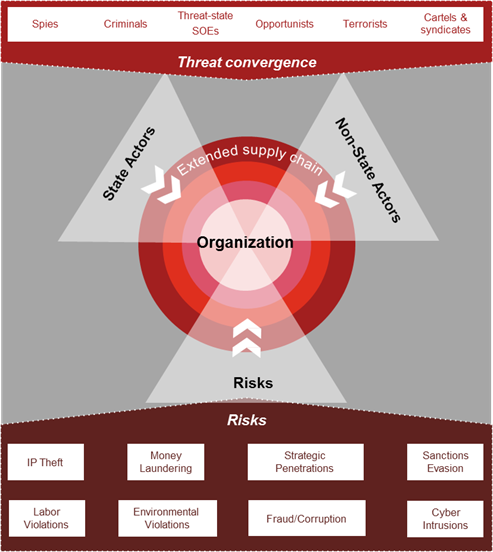 Spies Criminals Threat-state Opportunists Terrorists Cartels &
SOEs syndicates
Threat convergence
State Actors
Non-State Actors
Extended supply chain
Organization
Risks
Risks
IP Theft
Money
Laundering
Strategic
Penetrations
Sanctions
Evasion
Labor
Violations
Environmental
Violations
Fraud/Corruption
Cyber
Intrusions